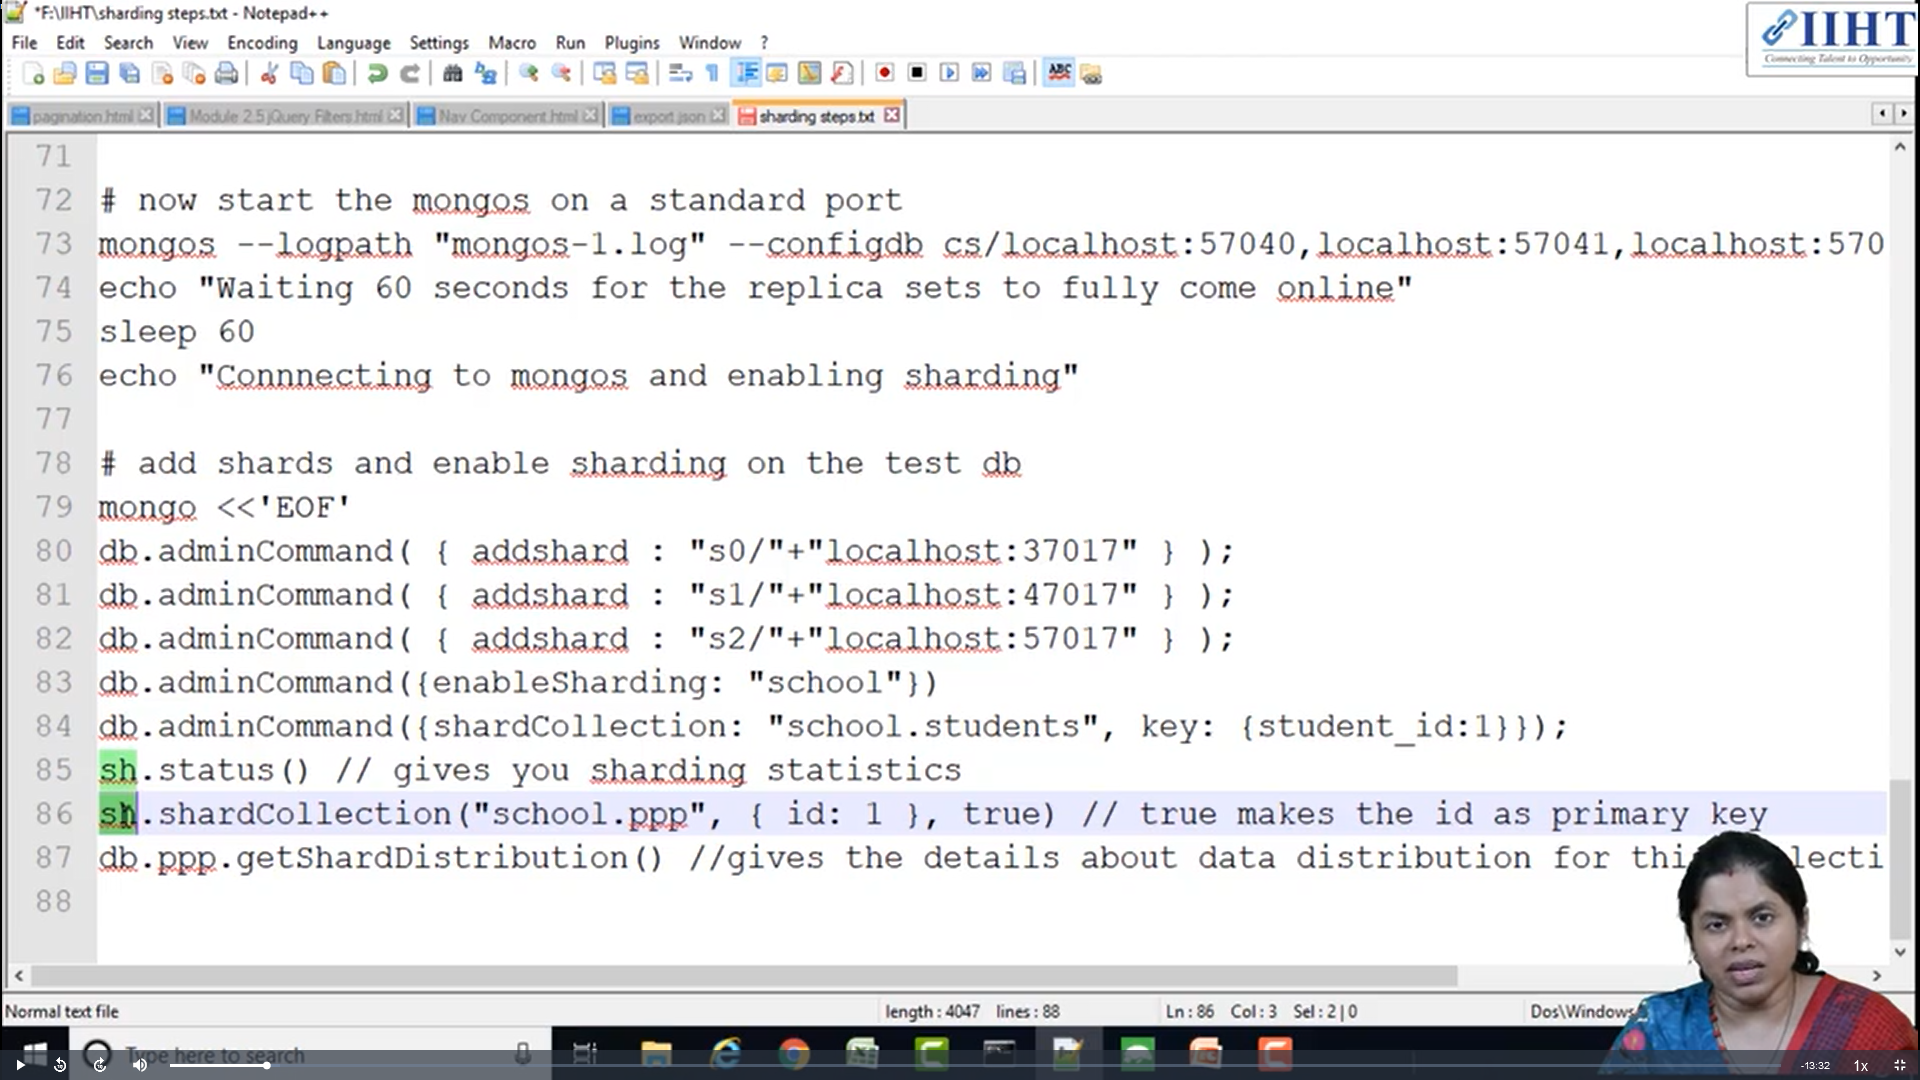 *F:\IIHT\sharding steps.txt - Notepad++
IIHT
Connecting Talent to Opportunity
File Edit Search View Encoding Language Settings Macro Run Plugins Window ?
ABC
pagination.html Module 2.5 jQuery Filters.html Nav Component.html export.json sharding steps.txt
71
72 # now start the mongos on a standard port
73 mongos --logpath "mongos-1.log" --configdb cs/localhost:57040,localhost:57041,localhost:570
74 echo "Waiting 60 seconds for the replica sets to fully come online"
75 sleep 60
76 echo "Connnecting to mongos and enabling sharding"
77
78 # add shards and enable sharding on the test db
79 mongo <<'EOF'
80 db.adminCommand( { addshard : "s0/"+"localhost:37017" } );
81 db.adminCommand( { addshard : "s1/"+"localhost:47017" } );
82 db.adminCommand( { addshard : "s2/"+"localhost:57017" } );
83 db.adminCommand({enableSharding: "school"})
84 db.adminCommand({shardCollection: "school.students", key: {student_id:1}});
85 sh.status() // gives you sharding statistics
86 sh.shardCollection("school.ppp", { id: 1 }, true) // true makes the id as primary key
87 db.ppp.getShardDistribution() //gives the details about data distribution for thi lecti
88
Normal text file length : 4047 lines : 88 Ln : 86 Col : 3 Sel : 2 | 0 Dos\Windows
Type here to search
-13:32 1x